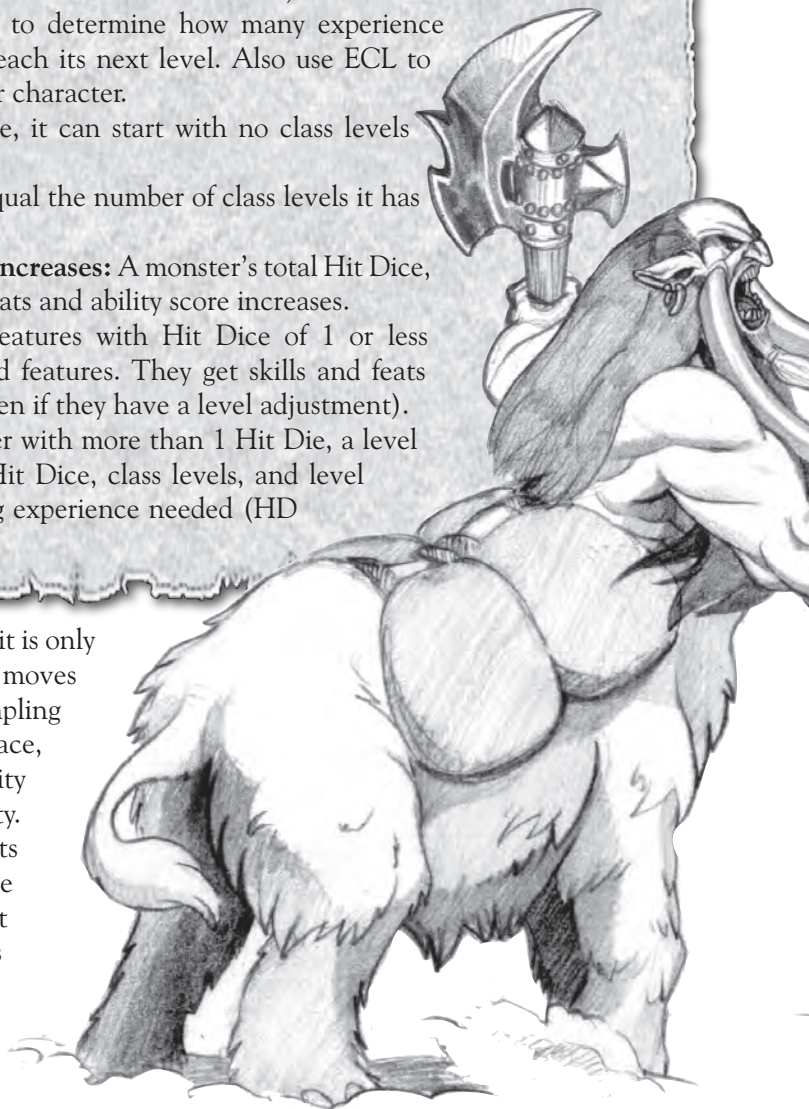 to determine how many experience
each its next level. Also use ECL to
r character.
e, it can start with no class levels
qual the number of class levels it has
ncreases: A monster's total Hit Dice,
ats and ability score increases.
eatures with Hit Dice of 1 or less
d features. They get skills and feats
en if they have a level adjustment).
er with more than 1 Hit Die, a level
Hit Dice, class levels, and level
g experience needed (HD
it is only
moves
npling
ace,
ity
ty.
ts
e
t
s